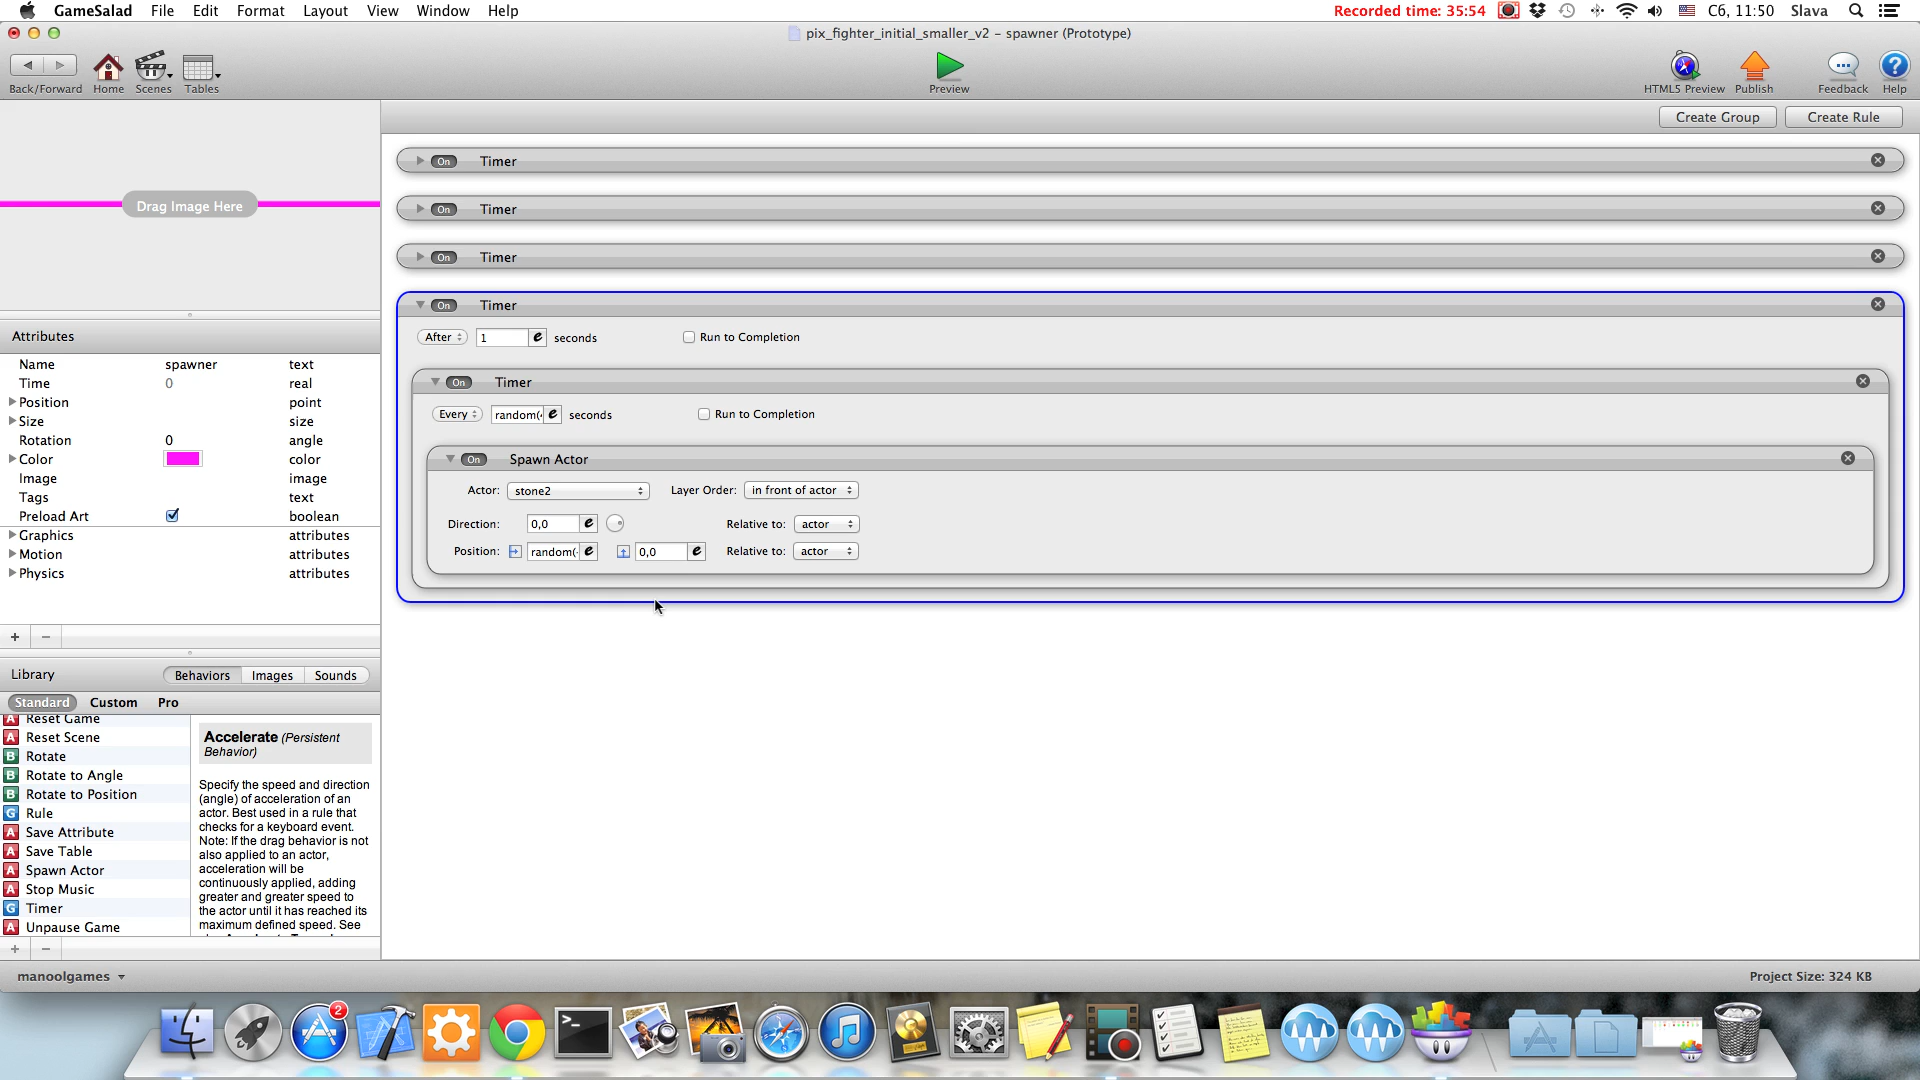 GameSalad File Edit Format Layout View Window Help Recorded time: 35:54 C6, 11:50 Slava
pix_fighter_initial_smaller_v2 – spawner (Prototype)
Back/Forward Home Scenes Tables Preview HTML5 Preview Publish Feedback Help
Create Group Create Rule
On Timer
Drag Image Here
On Timer
On Timer
On Timer
After 1 e seconds Run to Completion
On Timer
Every random( e seconds Run to Completion
On Spawn Actor
Actor: stone2 Layer Order: in front of actor
Direction: 0,0 e Relative to: actor
Position: random(- e 0,0 e Relative to: actor
Attributes
Name spawner text
Time 0 real
Position point
Size size
Rotation 0 angle
Color color
Image image
Tags text
Preload Art boolean
Graphics attributes
Motion attributes
Physics attributes
+ −
Library Behaviors Images Sounds
Standard Custom Pro
A Reset Game
A Reset Scene
B Rotate
B Rotate to Angle
B Rotate to Position
G Rule
A Save Attribute
A Save Table
A Spawn Actor
A Stop Music
G Timer
A Unpause Game
Accelerate (Persistent
Behavior)
Specify the speed and direction
(angle) of acceleration of an
actor. Best used in a rule that
checks for a keyboard event.
Note: If the drag behavior is not
also applied to an actor,
acceleration will be
continuously applied, adding
greater and greater speed to
the actor until it has reached its
maximum defined speed. See
+ −
manoolgames Project Size: 324 KB
2